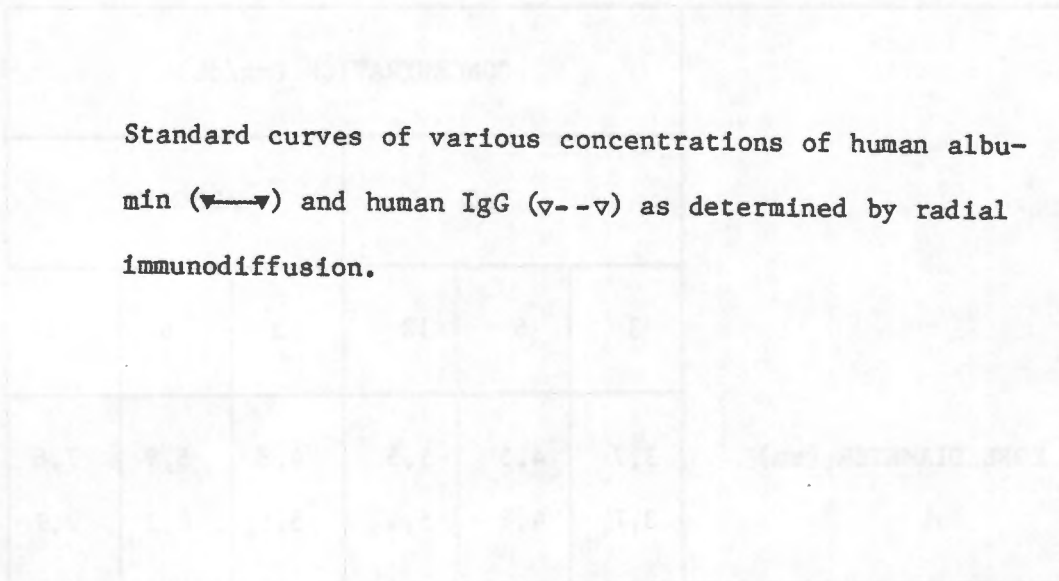 Standard curves of various concentrations of human albu-
min (▼——▼) and human IgG (▽--▽) as determined by radial
immunodiffusion.